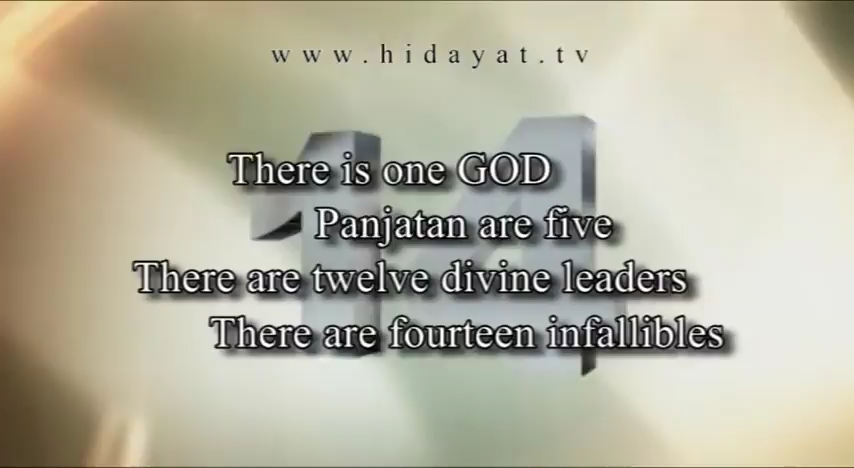 www.hidayat.tv
14
There is one GOD
Panjatan are five
There are twelve divine leaders
There are fourteen infallibles